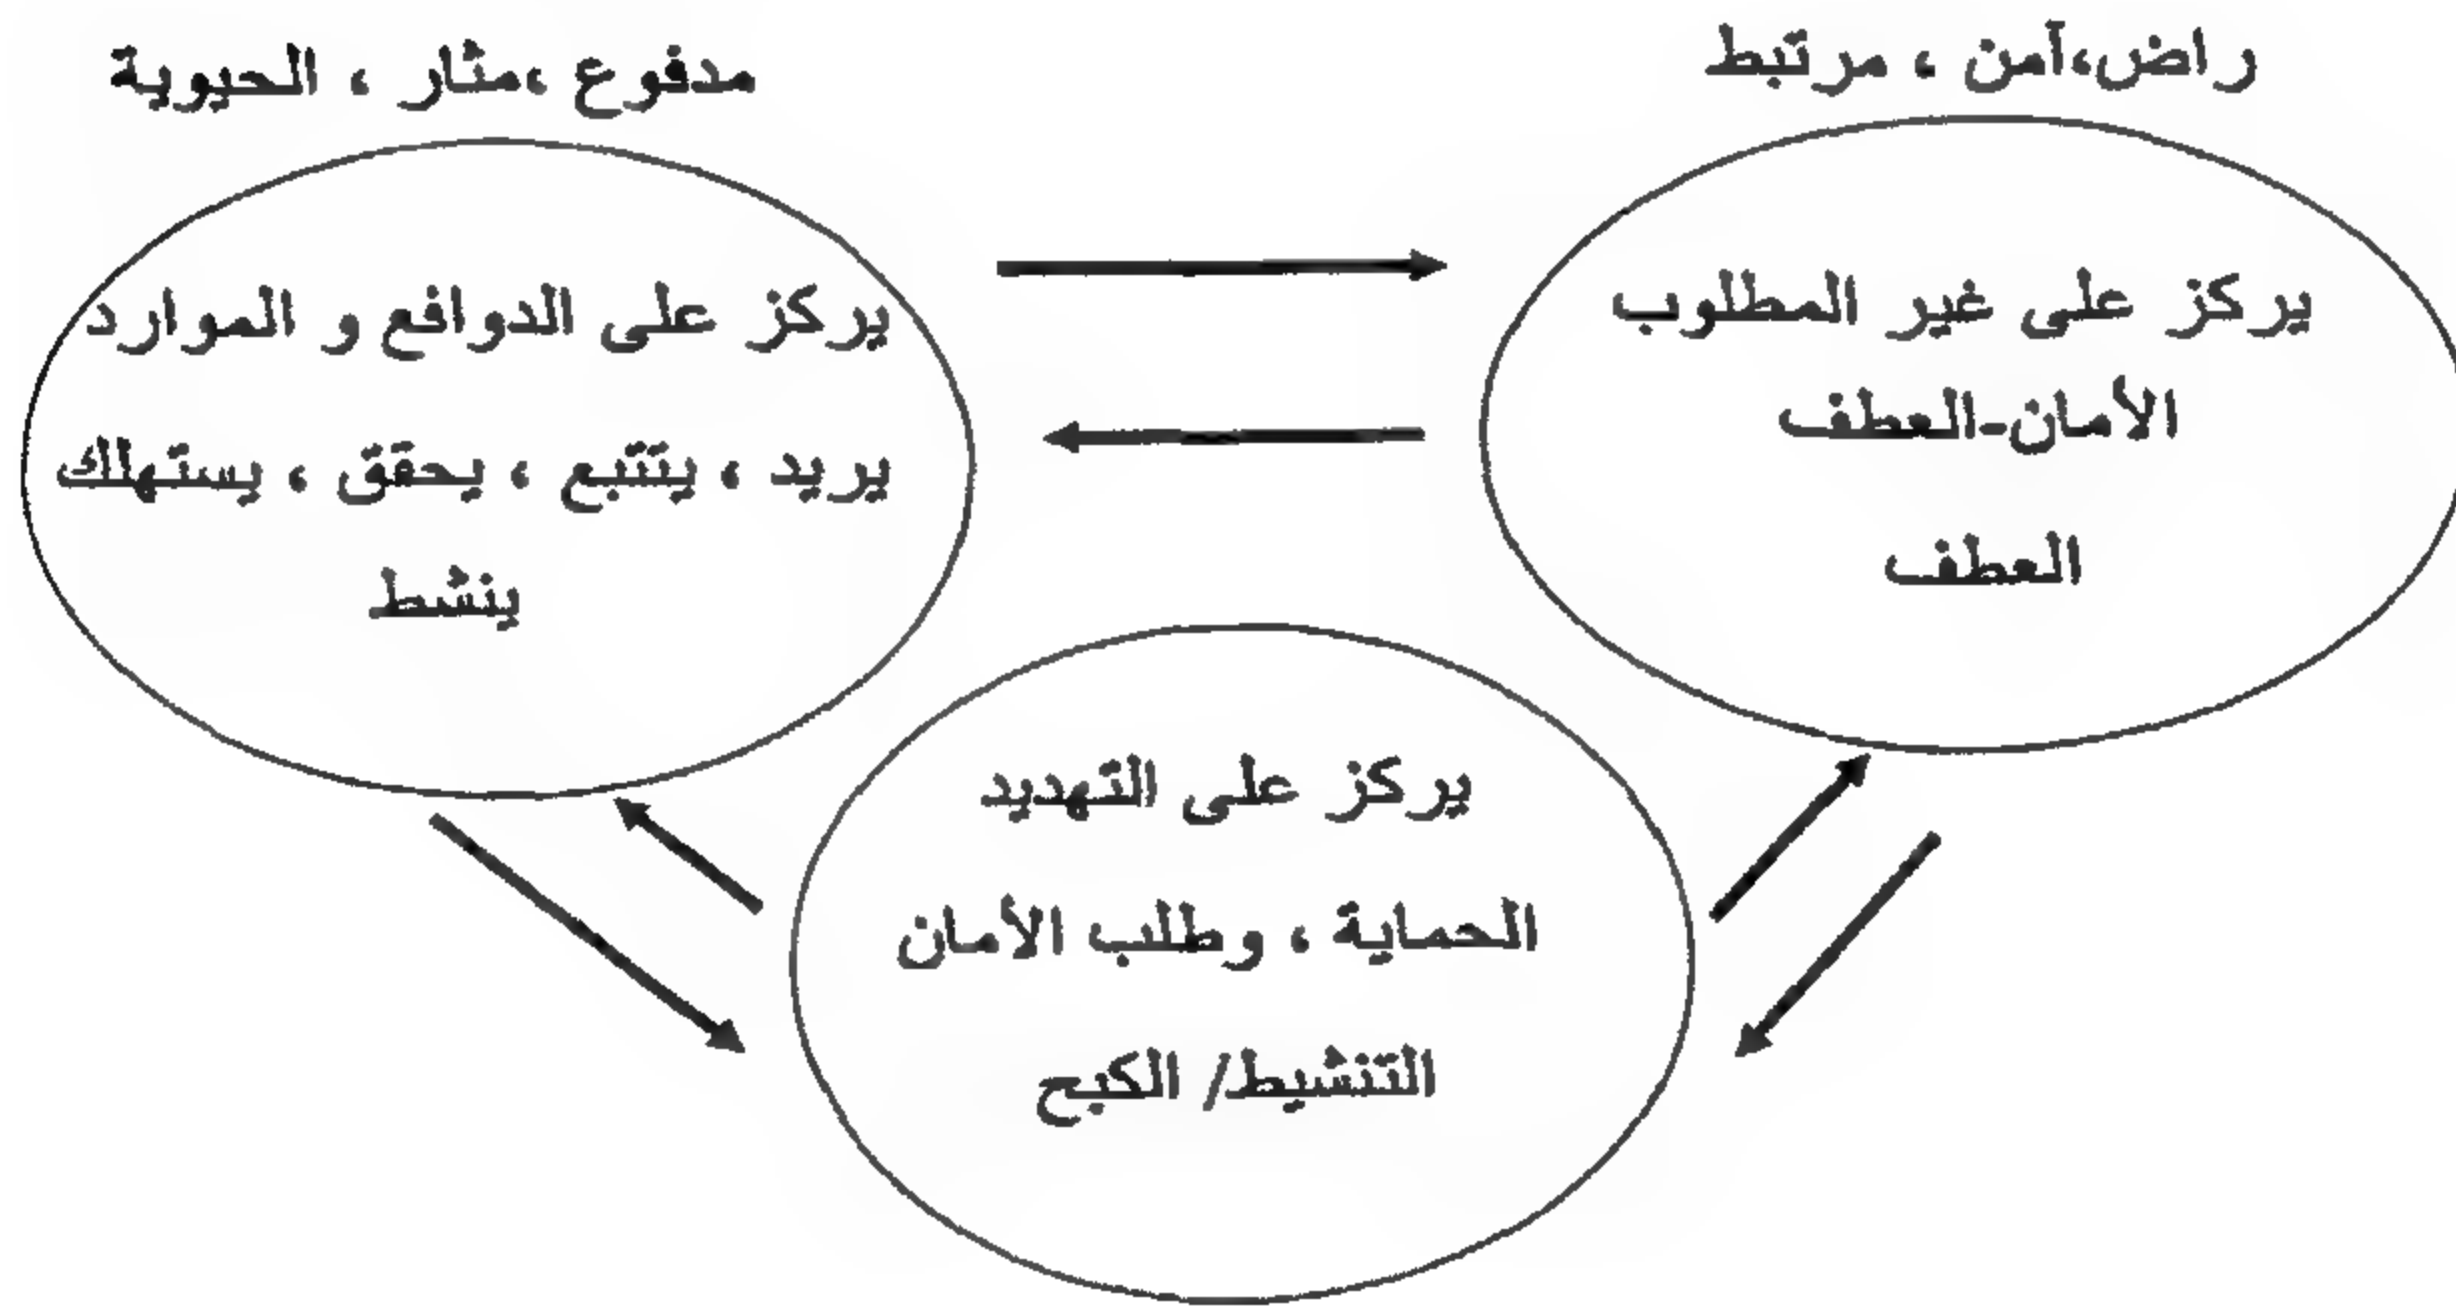 راض،آمن ، مرتبط
يركز على غير المطلوب
الأمان-العطف
العطف
مدفوع ،مثار ، الحيوية
يركز على الدوافع و الموارد
يريد ، يتتبع ، يحقق ، يستهلك
ينشط
يركز على التهديد
الحماية ، وطلب الأمان
التنشيط/ الكبح